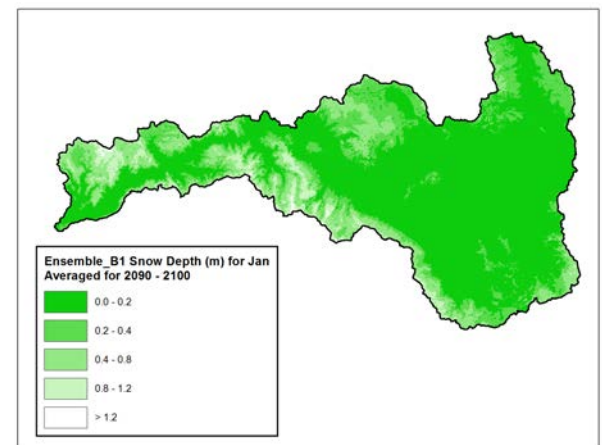 Ensemble_B1 Snow Depth (m) for Jan
Averaged for 2090 - 2100
0.0 - 0.2
0.2 - 0.4
0.4 - 0.8
0.8 - 1.2
> 1.2